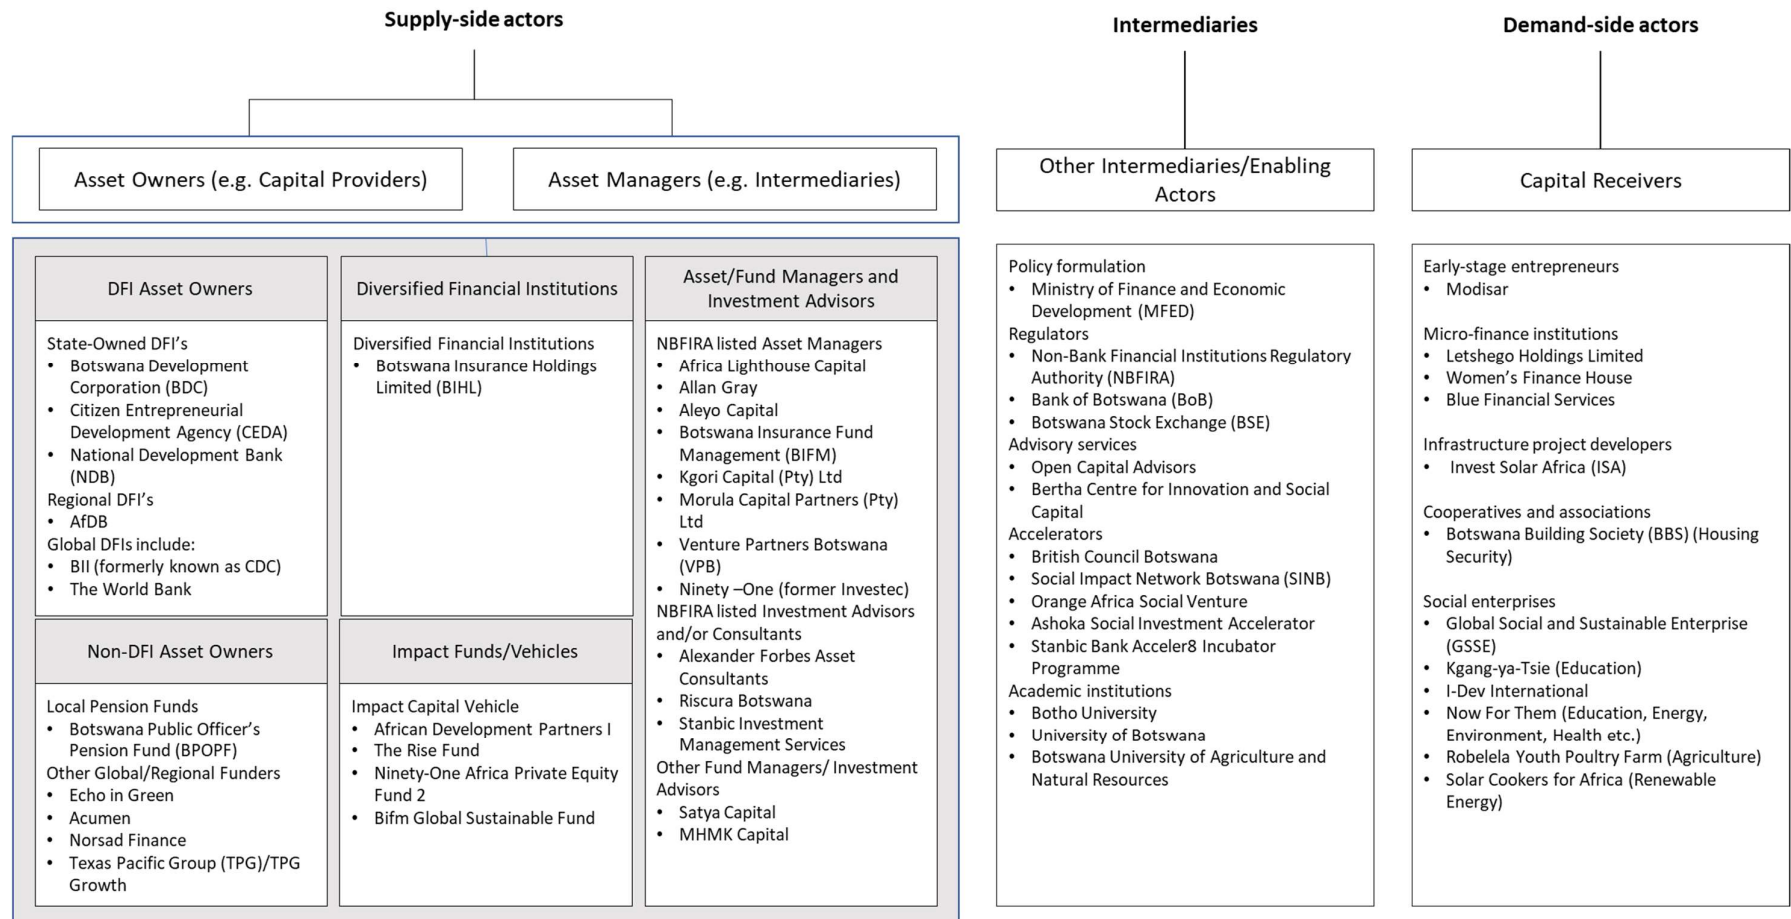 Supply-side actors
Asset Owners (e.g. Capital Providers)
Asset Managers (e.g. Intermediaries)
DFI Asset Owners
State-Owned DFI's
• Botswana Development
Corporation (BDC)
• Citizen Entrepreneurial
Development Agency (CEDA)
• National Development Bank
(NDB)
Regional DFI's
• AfDB
Global DFIs include:
• BII (formerly known as CDC)
• The World Bank
Non-DFI Asset Owners
Local Pension Funds
• Botswana Public Officer's
Pension Fund (BPOPF)
Other Global/Regional Funders
• Echo in Green
• Acumen
• Norsad Finance
• Texas Pacific Group (TPG)/TPG
Growth
Diversified Financial Institutions
Diversified Financial Institutions
• Botswana Insurance Holdings
Limited (BIHL)
Impact Funds/Vehicles
Impact Capital Vehicle
• African Development Partners I
• The Rise Fund
• Ninety-One Africa Private Equity
Fund 2
• Bifm Global Sustainable Fund
Asset/Fund Managers and
Investment Advisors
NBFIRA listed Asset Managers
• Africa Lighthouse Capital
• Allan Gray
• Aleyo Capital
• Botswana Insurance Fund
Management (BIFM)
• Kgori Capital (Pty) Ltd
• Morula Capital Partners (Pty)
Ltd
• Venture Partners Botswana
(VPB)
• Ninety –One (former Investec)
NBFIRA listed Investment Advisors
and/or Consultants
• Alexander Forbes Asset
Consultants
• Riscura Botswana
• Stanbic Investment
Management Services
Other Fund Managers/ Investment
Advisors
• Satya Capital
• MHMK Capital
Intermediaries
Other Intermediaries/Enabling
Actors
Policy formulation
• Ministry of Finance and Economic
Development (MFED)
Regulators
• Non-Bank Financial Institutions Regulatory
Authority (NBFIRA)
• Bank of Botswana (BoB)
• Botswana Stock Exchange (BSE)
Advisory services
• Open Capital Advisors
• Bertha Centre for Innovation and Social
Capital
Accelerators
• British Council Botswana
• Social Impact Network Botswana (SINB)
• Orange Africa Social Venture
• Ashoka Social Investment Accelerator
• Stanbic Bank Acceler8 Incubator
Programme
Academic institutions
• Botho University
• University of Botswana
• Botswana University of Agriculture and
Natural Resources
Demand-side actors
Capital Receivers
Early-stage entrepreneurs
• Modisar
Micro-finance institutions
• Letshego Holdings Limited
• Women's Finance House
• Blue Financial Services
Infrastructure project developers
• Invest Solar Africa (ISA)
Cooperatives and associations
• Botswana Building Society (BBS) (Housing
Security)
Social enterprises
• Global Social and Sustainable Enterprise
(GSSE)
• Kgang-ya-Tsie (Education)
• I-Dev International
• Now For Them (Education, Energy,
Environment, Health etc.)
• Robelela Youth Poultry Farm (Agriculture)
• Solar Cookers for Africa (Renewable
Energy)